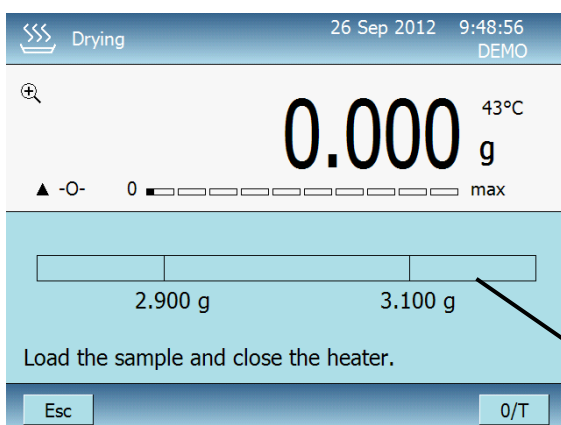 Drying 26 Sep 2012 9:48:56
DEMO
43°C
0.000 g
▲ -O- 0 max
2.900 g 3.100 g
Load the sample and close the heater.
Esc 0/T